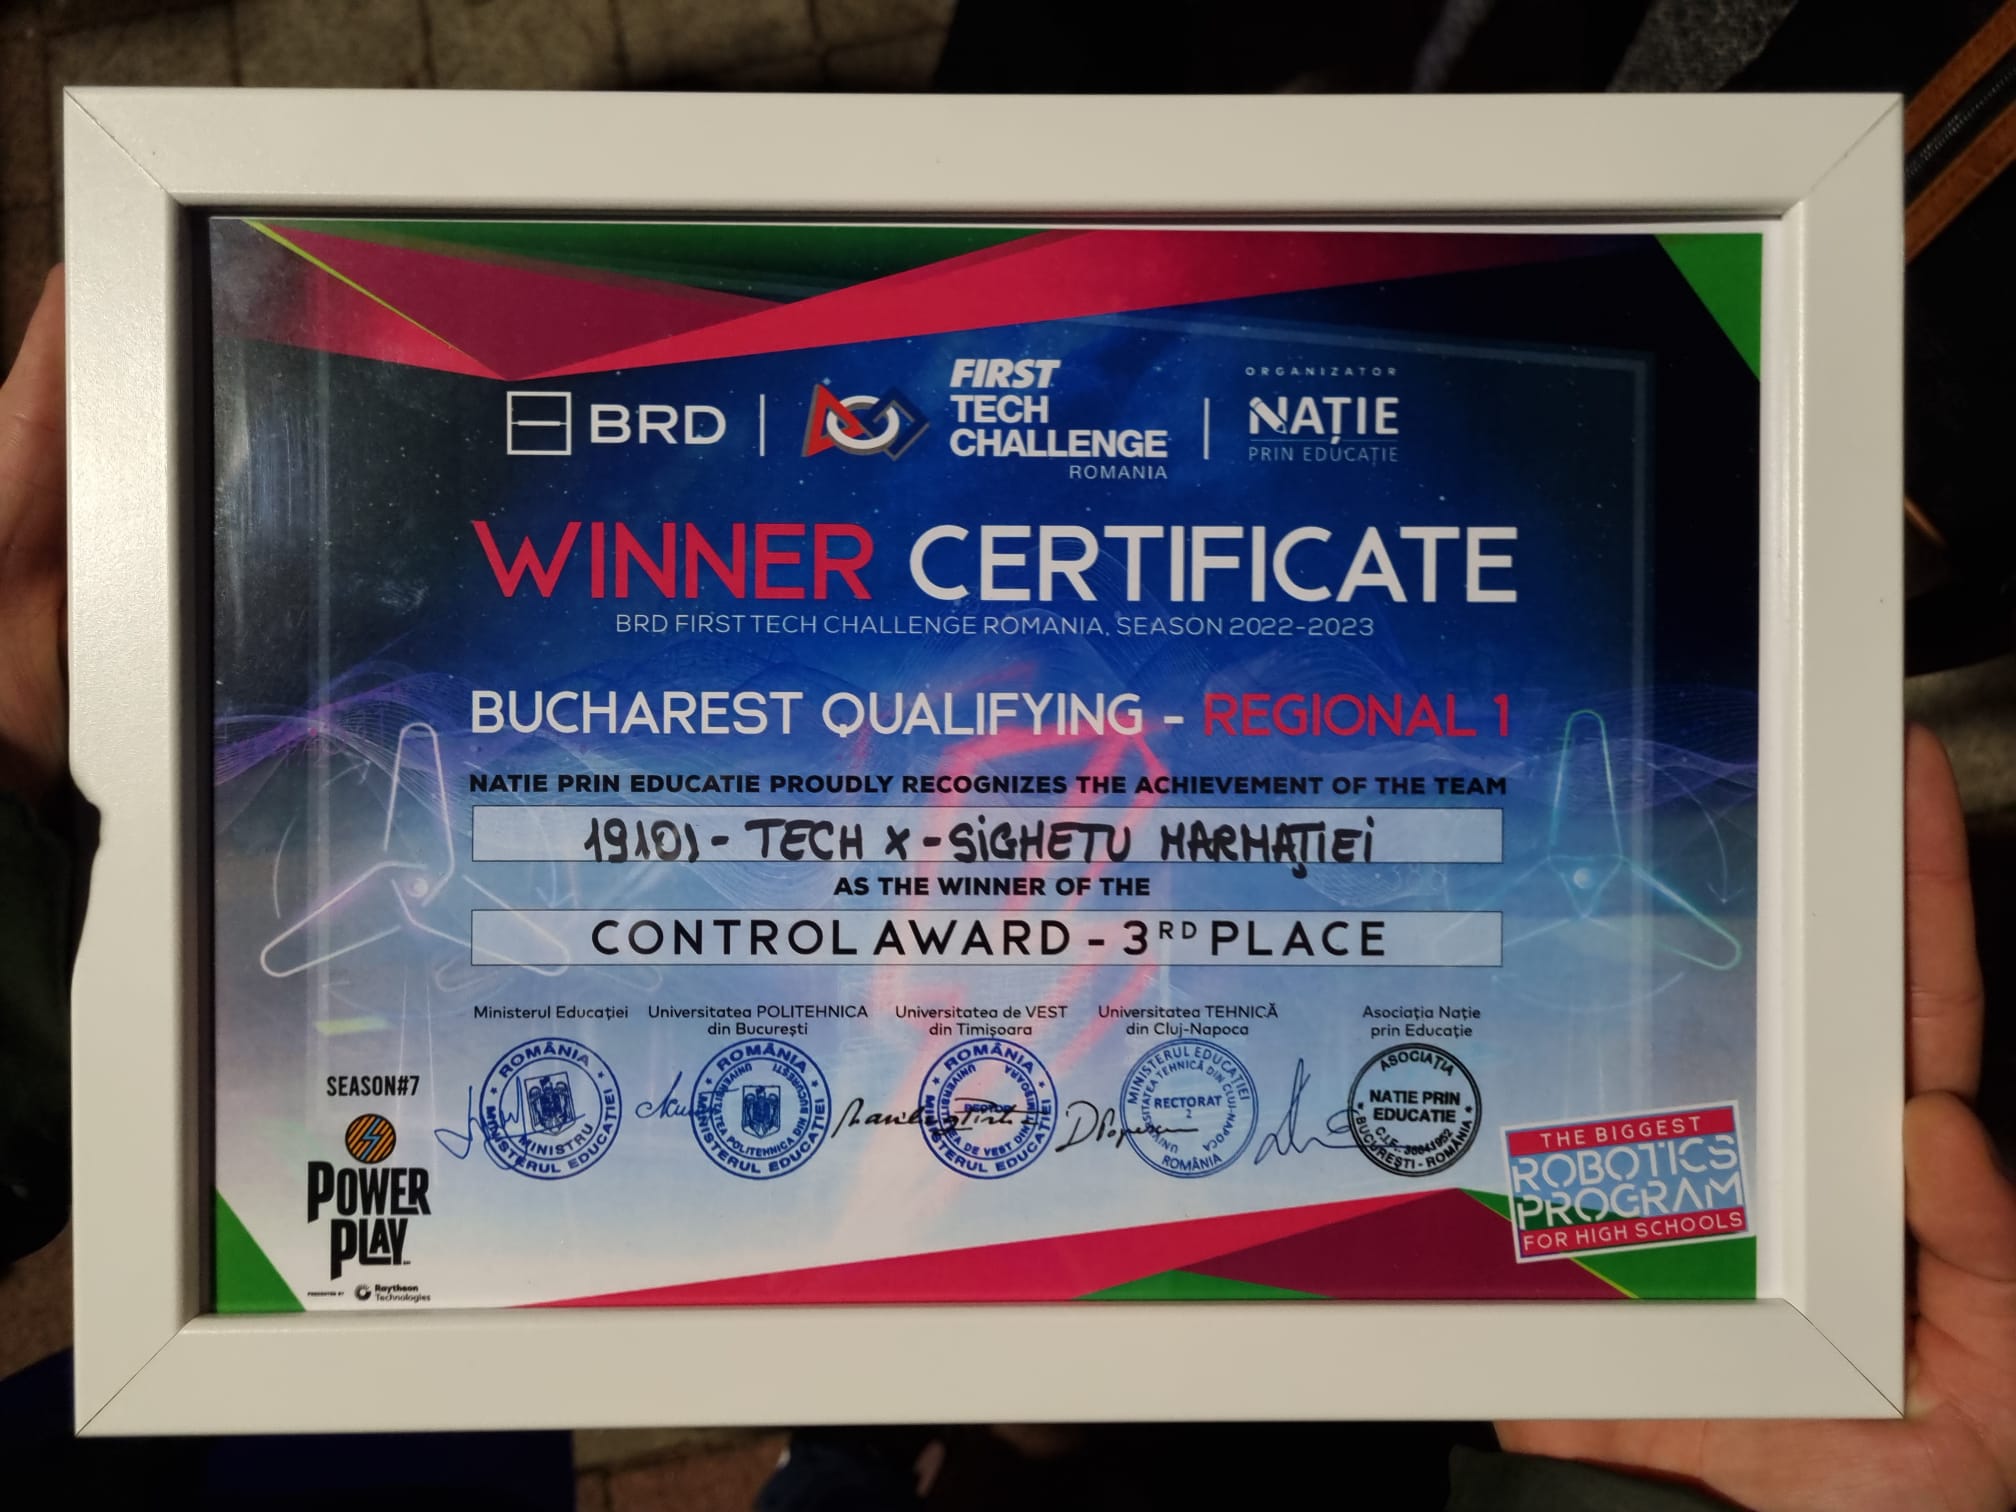 BRD
FIRST
TECH
CHALLENGE
ROMANIA
ORGANIZATOR
NAȚIE
PRIN EDUCAȚIE
WINNER CERTIFICATE
BRD FIRST TECH CHALLENGE ROMANIA, SEASON 2022-2023
BUCHAREST QUALIFYING - REGIONAL 1
NATIE PRIN EDUCATIE PROUDLY RECOGNIZES THE ACHIEVEMENT OF THE TEAM
19101 - TECH X - SIGHETU MARMAȚIEI
AS THE WINNER OF THE
CONTROL AWARD - 3RD PLACE
Ministerul Educației
Universitatea POLITEHNICA
din București
Universitatea de VEST
din Timișoara
Universitatea TEHNICĂ
din Cluj-Napoca
Asociația Nație
prin Educație
ROMÂNIA
MINISTRU
MINISTERUL EDUCAȚIEI
ROMÂNIA
UNIVERSITATEA POLITEHNICA DIN BUCUREȘTI
MINISTERUL EDUCAȚIEI
ROMÂNIA
UNIVERSITATEA DE VEST DIN TIMIȘOARA
MINISTERUL EDUCAȚIEI
RECTOR
MINISTERUL EDUCAȚIEI
UNIVERSITATEA TEHNICĂ DIN CLUJ-NAPOCA
RECTORAT
2
ROMÂNIA
ASOCIAȚIA
NATIE PRIN
EDUCATIE
BUCUREȘTI - ROMÂNIA
SEASON#7
POWER
PLAY
PRESENTED BY
Raytheon
Technologies
THE BIGGEST
ROBOTICS
PROGRAM
FOR HIGH SCHOOLS